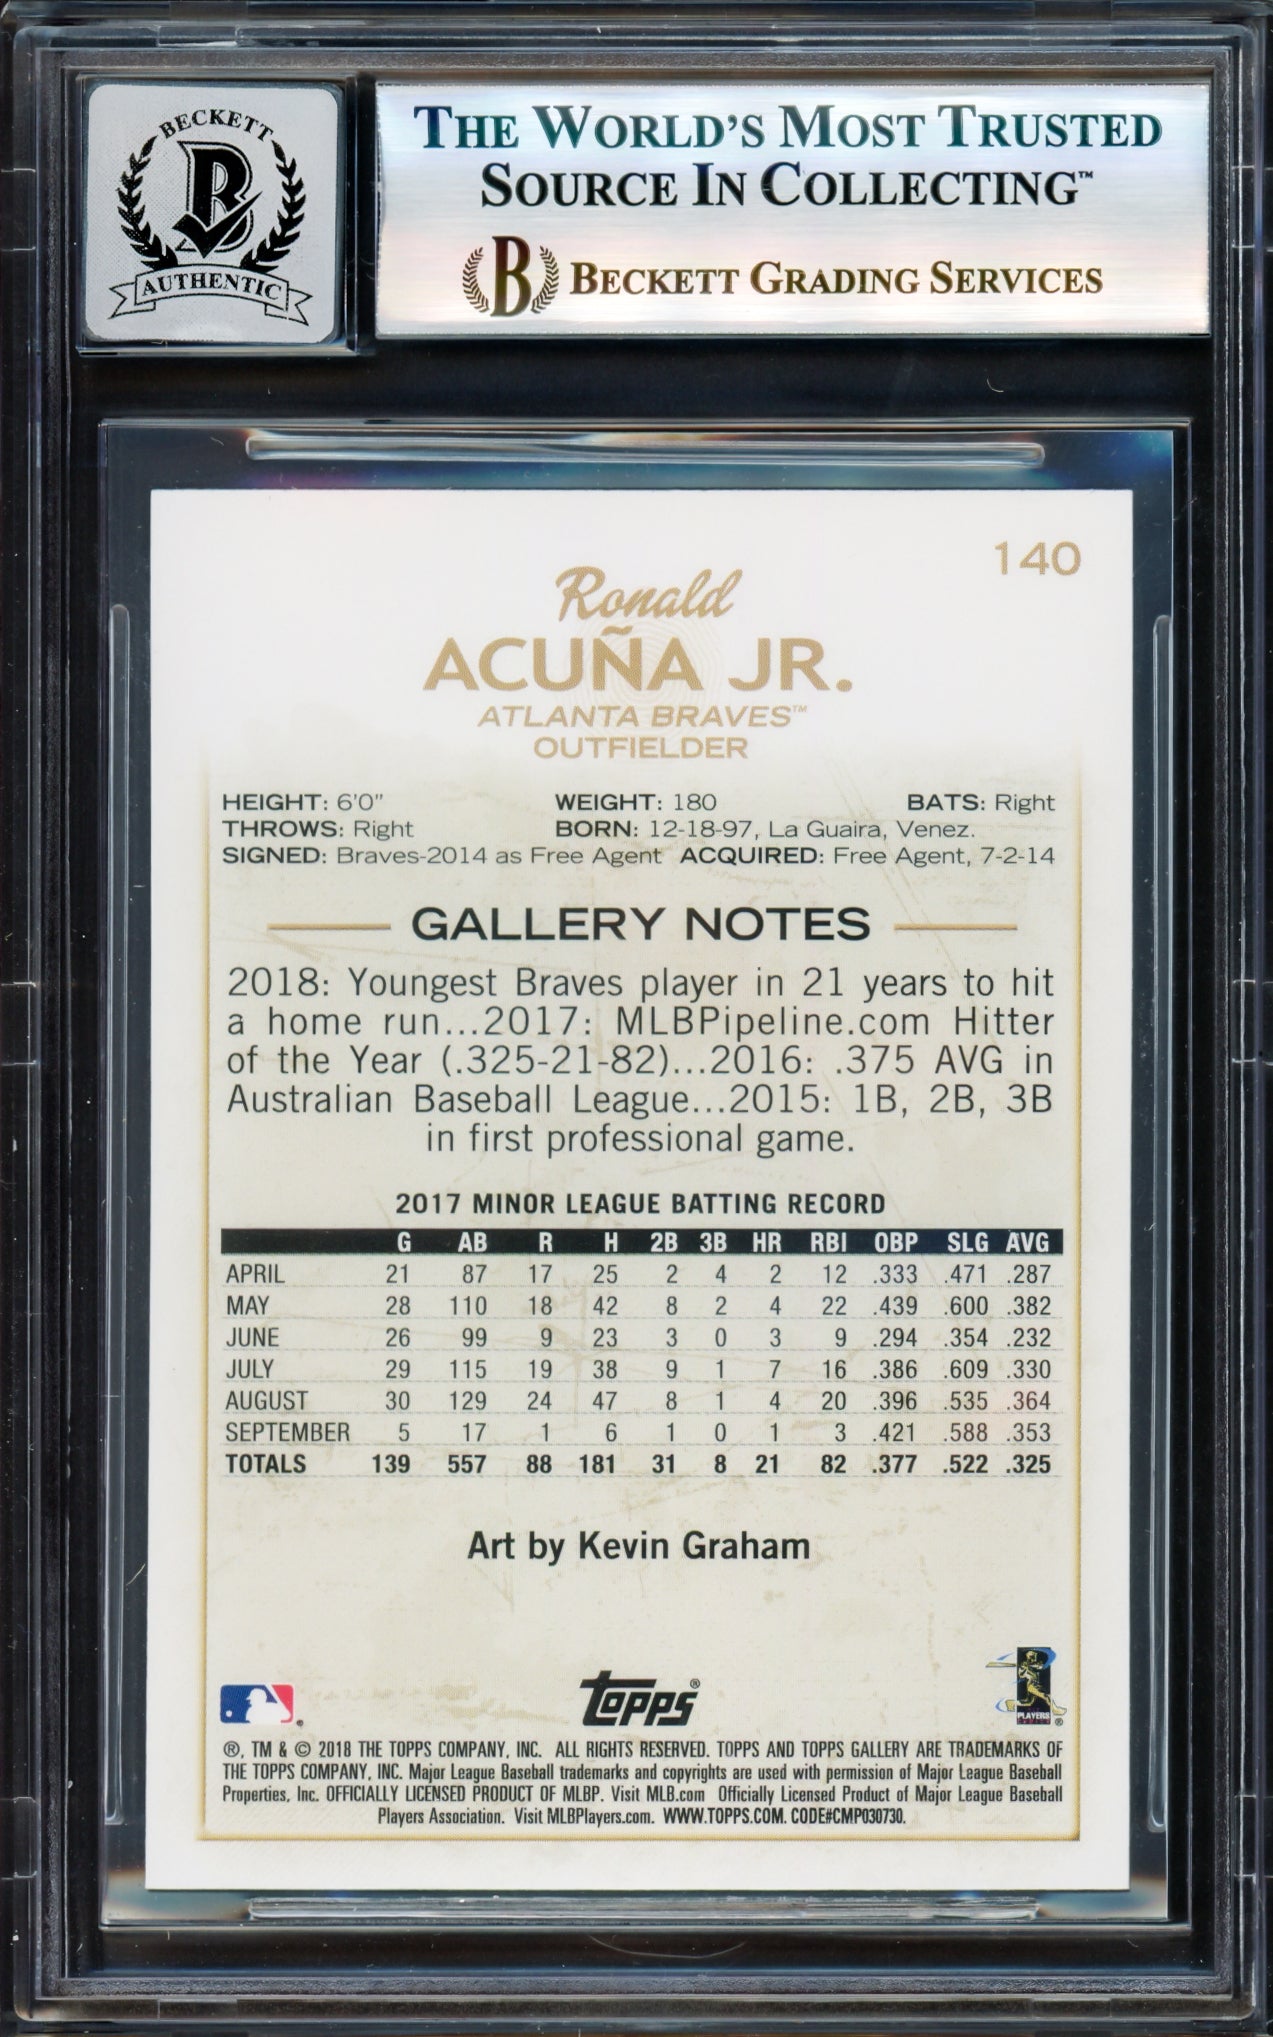 BECKETT
B
AUTHENTIC
THE WORLD'S MOST TRUSTED
SOURCE IN COLLECTING™
B BECKETT GRADING SERVICES
140
Ronald
ACUÑA JR.
ATLANTA BRAVES™
OUTFIELDER
HEIGHT: 6'0" WEIGHT: 180 BATS: Right
THROWS: Right BORN: 12-18-97, La Guaira, Venez.
SIGNED: Braves-2014 as Free Agent ACQUIRED: Free Agent, 7-2-14
GALLERY NOTES
2018: Youngest Braves player in 21 years to hit
a home run...2017: MLBPipeline.com Hitter
of the Year (.325-21-82)...2016: .375 AVG in
Australian Baseball League...2015: 1B, 2B, 3B
in first professional game.
2017 MINOR LEAGUE BATTING RECORD
G AB R H 2B 3B HR RBI OBP SLG AVG
APRIL 21 87 17 25 2 4 2 12 .333 .471 .287
MAY 28 110 18 42 8 2 4 22 .439 .600 .382
JUNE 26 99 9 23 3 0 3 9 .294 .354 .232
JULY 29 115 19 38 9 1 7 16 .386 .609 .330
AUGUST 30 129 24 47 8 1 4 20 .396 .535 .364
SEPTEMBER 5 17 1 6 1 0 1 3 .421 .588 .353
TOTALS 139 557 88 181 31 8 21 82 .377 .522 .325
Art by Kevin Graham
topps®
PLAYERS
®, TM & © 2018 THE TOPPS COMPANY, INC. ALL RIGHTS RESERVED. TOPPS AND TOPPS GALLERY ARE TRADEMARKS OF
THE TOPPS COMPANY, INC. Major League Baseball trademarks and copyrights are used with permission of Major League Baseball
Properties, Inc. OFFICIALLY LICENSED PRODUCT OF MLBP. Visit MLB.com Officially Licensed Product of Major League Baseball
Players Association. Visit MLBPlayers.com. WWW.TOPPS.COM. CODE#CMP030730.